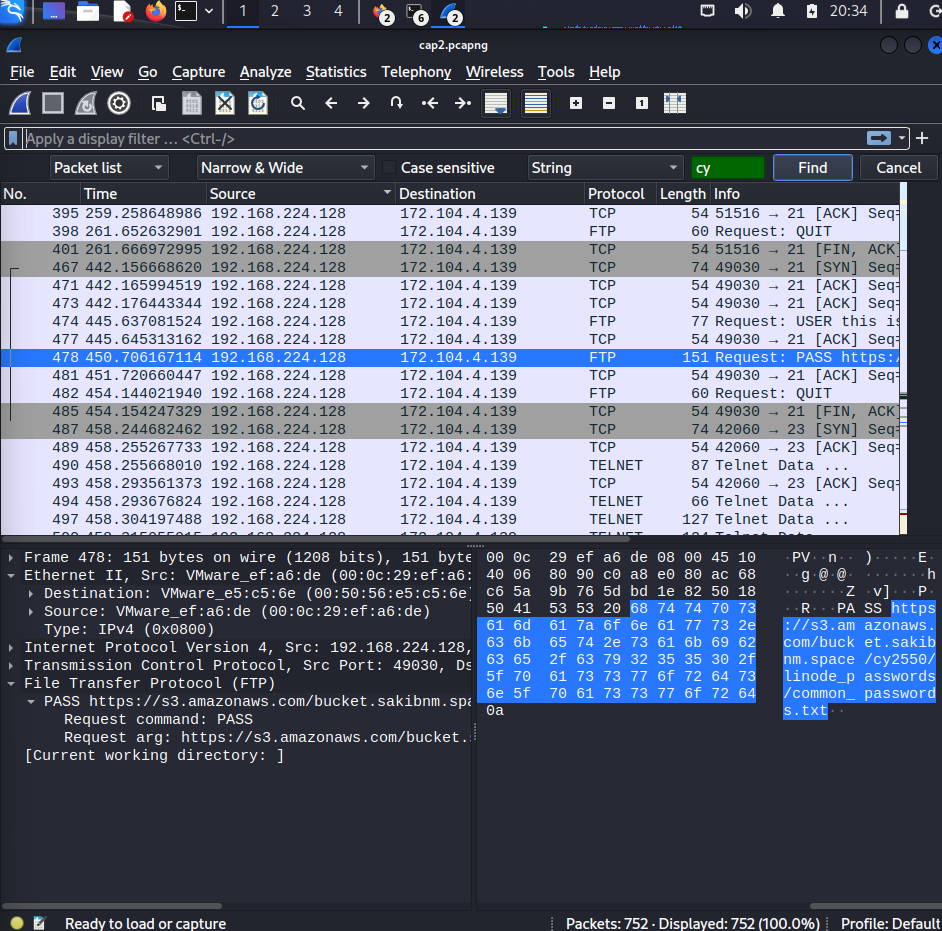 1 2 3 4 2 6 2 20:34
cap2.pcapng
File Edit View Go Capture Analyze Statistics Telephony Wireless Tools Help
Apply a display filter ... <Ctrl-/>
Packet list Narrow & Wide Case sensitive String cy Find Cancel
No. Time Source Destination Protocol Length Info
395 259.258648986 192.168.224.128 172.104.4.139 TCP 54 51516 → 21 [ACK] Seq=
398 261.652632901 192.168.224.128 172.104.4.139 FTP 60 Request: QUIT
401 261.666972995 192.168.224.128 172.104.4.139 TCP 54 51516 → 21 [FIN, ACK
467 442.156668620 192.168.224.128 172.104.4.139 TCP 74 49030 → 21 [SYN] Seq=
471 442.165994519 192.168.224.128 172.104.4.139 TCP 54 49030 → 21 [ACK] Seq=
473 442.176443344 192.168.224.128 172.104.4.139 TCP 54 49030 → 21 [ACK] Seq=
474 445.637081524 192.168.224.128 172.104.4.139 FTP 77 Request: USER this is
477 445.645313162 192.168.224.128 172.104.4.139 TCP 54 49030 → 21 [ACK] Seq=
478 450.706167114 192.168.224.128 172.104.4.139 FTP 151 Request: PASS https:/
481 451.720660447 192.168.224.128 172.104.4.139 TCP 54 49030 → 21 [ACK] Seq=
482 454.144021940 192.168.224.128 172.104.4.139 FTP 60 Request: QUIT
485 454.154247329 192.168.224.128 172.104.4.139 TCP 54 49030 → 21 [FIN, ACK
487 458.244682462 192.168.224.128 172.104.4.139 TCP 74 42060 → 23 [SYN] Seq=
489 458.255267733 192.168.224.128 172.104.4.139 TCP 54 42060 → 23 [ACK] Seq=
490 458.255668010 192.168.224.128 172.104.4.139 TELNET 87 Telnet Data ...
493 458.293561373 192.168.224.128 172.104.4.139 TCP 54 42060 → 23 [ACK] Seq=
494 458.293676824 192.168.224.128 172.104.4.139 TELNET 66 Telnet Data ...
497 458.304197488 192.168.224.128 172.104.4.139 TELNET 127 Telnet Data ...
Frame 478: 151 bytes on wire (1208 bits), 151 byte
Ethernet II, Src: VMware_ef:a6:de (00:0c:29:ef:a6:
Destination: VMware_e5:c5:6e (00:50:56:e5:c5:6e)
Source: VMware_ef:a6:de (00:0c:29:ef:a6:de)
Type: IPv4 (0x0800)
Internet Protocol Version 4, Src: 192.168.224.128,
Transmission Control Protocol, Src Port: 49030, Ds
File Transfer Protocol (FTP)
PASS https://s3.amazonaws.com/bucket.sakibnm.spa
Request command: PASS
Request arg: https://s3.amazonaws.com/bucket.
[Current working directory: ]
00 0c 29 ef a6 de 08 00 45 10 ·PV··n·· )·····E·
40 06 80 90 c0 a8 e0 80 ac 68 ··g·@·@· ·······h
c6 5a 9b 76 5d bd 1e 82 50 18 ·······Z ·v]···P·
50 41 53 53 20 68 74 74 70 73 ··R···PA SS https
61 6d 61 7a 6f 6e 61 77 73 2e ://s3.am azonaws.
63 6b 65 74 2e 73 61 6b 69 62 com/buck et.sakib
63 65 2f 63 79 32 35 35 30 2f nm.space /cy2550/
5f 70 61 73 73 77 6f 72 64 73 linode_p asswords
6e 5f 70 61 73 73 77 6f 72 64 /common_ password
0a s.txt··
Ready to load or capture Packets: 752 · Displayed: 752 (100.0%) Profile: Default